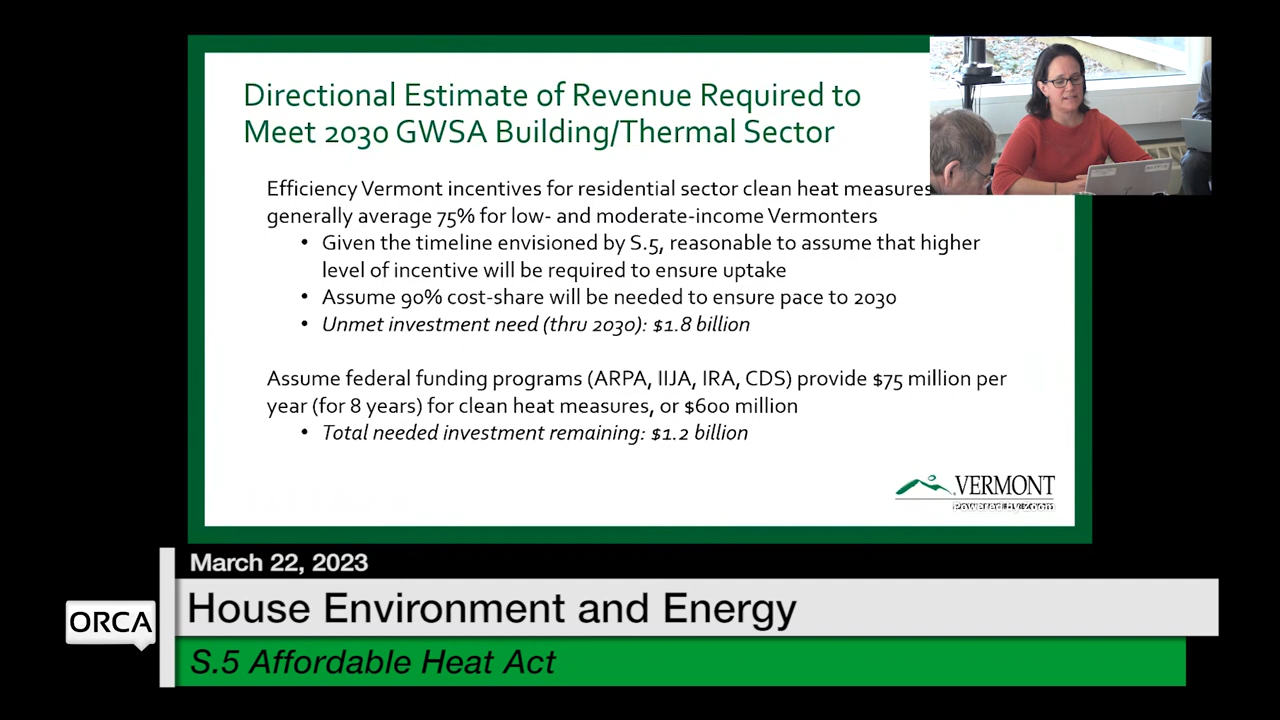 Directional Estimate of Revenue Required to
Meet 2030 GWSA Building/Thermal Sector
Efficiency Vermont incentives for residential sector clean heat measures
generally average 75% for low- and moderate-income Vermonters
• Given the timeline envisioned by S.5, reasonable to assume that higher
level of incentive will be required to ensure uptake
• Assume 90% cost-share will be needed to ensure pace to 2030
• Unmet investment need (thru 2030): $1.8 billion
Assume federal funding programs (ARPA, IIJA, IRA, CDS) provide $75 million per
year (for 8 years) for clean heat measures, or $600 million
• Total needed investment remaining: $1.2 billion
VERMONT
Powered by Zoom
March 22, 2023
ORCA
House Environment and Energy
S.5 Affordable Heat Act